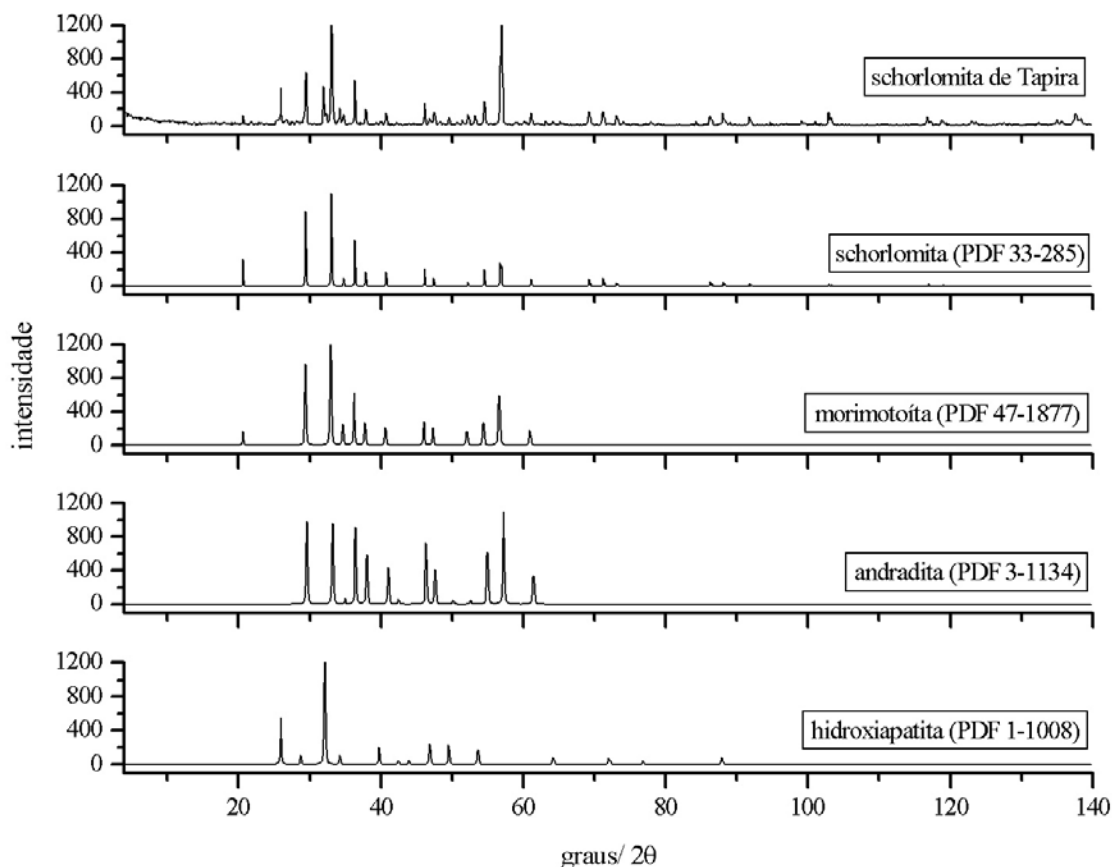 1200
800
400
0
schorlomita de Tapira
1200
800
400
0
schorlomita (PDF 33-285)
1200
800
400
0
morimotoíta (PDF 47-1877)
1200
800
400
0
andradita (PDF 3-1134)
1200
800
400
0
hidroxiapatita (PDF 1-1008)
intensidade
20 40 60 80 100 120 140
graus/ 2θ